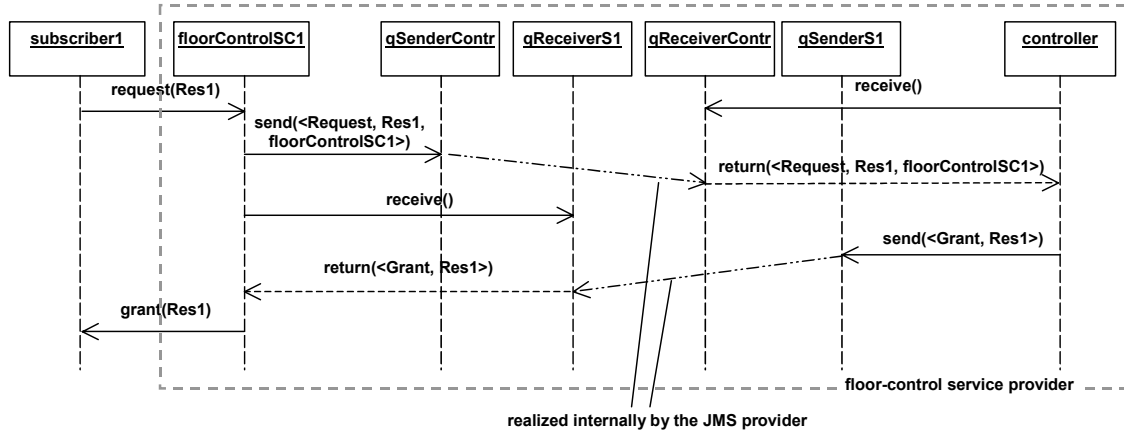 subscriber1
floorControlSC1
qSenderContr
qReceiverS1
qReceiverContr
qSenderS1
controller
request(Res1)
receive()
send(<Request, Res1,
floorControlSC1>)
return(<Request, Res1, floorControlSC1>)
receive()
send(<Grant, Res1>)
return(<Grant, Res1>)
grant(Res1)
floor-control service provider
realized internally by the JMS provider